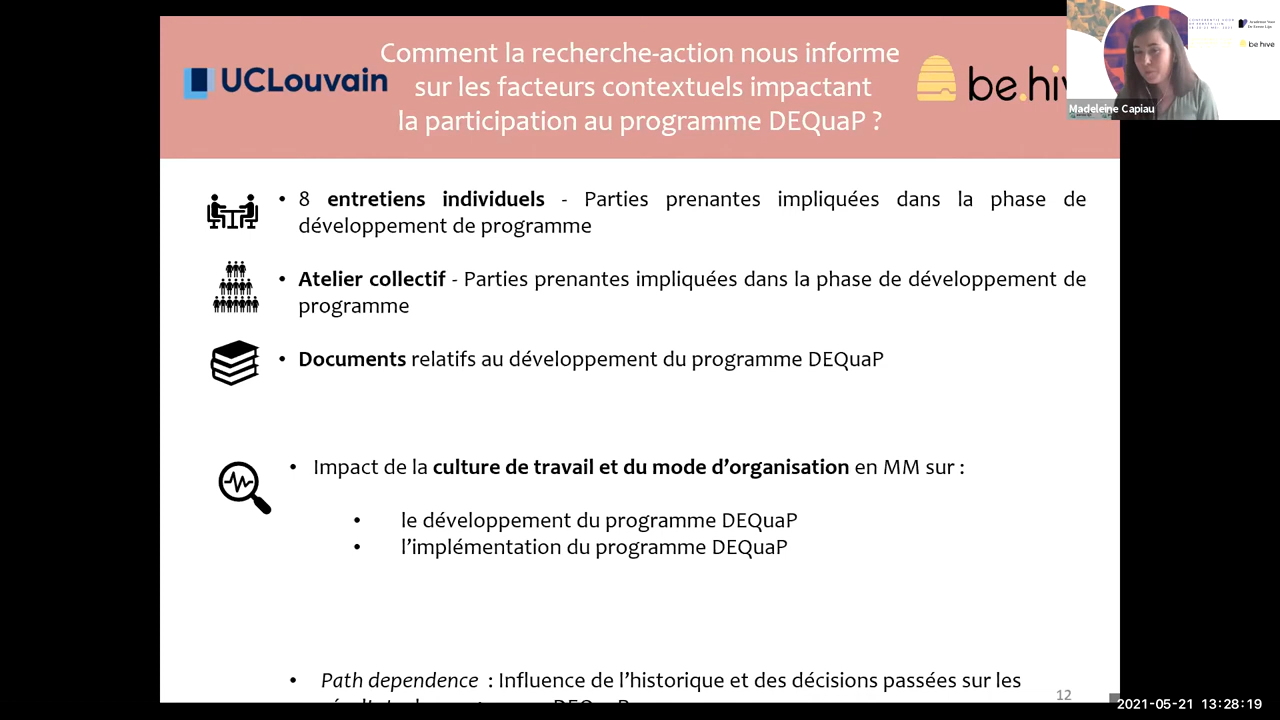 Comment la recherche-action nous informe
sur les facteurs contextuels impactant
la participation au programme DEQuaP ?
UCLouvain
be.hi
be hive
Madeleine Capiau
• 8 entretiens individuels - Parties prenantes impliquées dans la phase de
développement de programme
• Atelier collectif - Parties prenantes impliquées dans la phase de développement de
programme
• Documents relatifs au développement du programme DEQuaP
• Impact de la culture de travail et du mode d’organisation en MM sur :
• le développement du programme DEQuaP
• l’implémentation du programme DEQuaP
• Path dependence : Influence de l’historique et des décisions passées sur les
12
2021-05-21 13:28:19